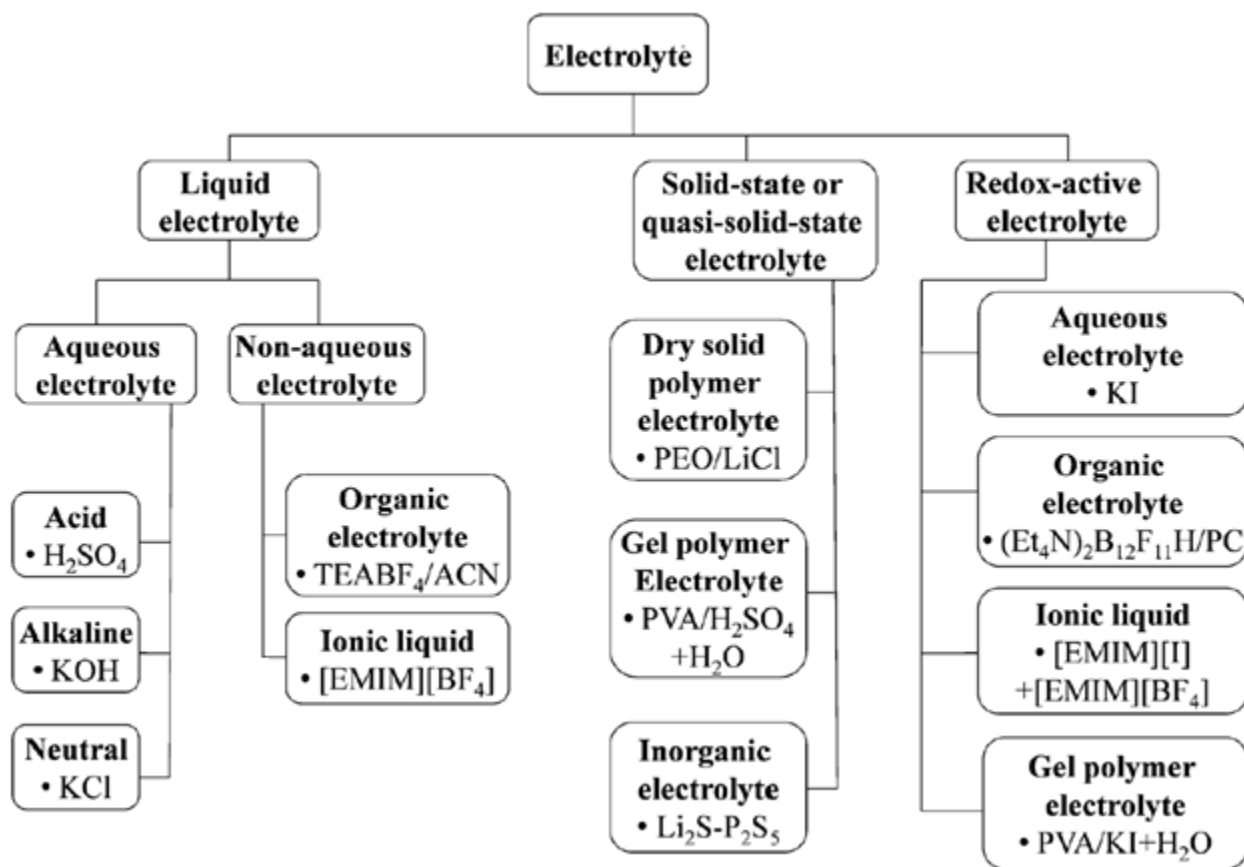 Electrolyte
Liquid
electrolyte
Solid-state or
quasi-solid-state
electrolyte
Redox-active
electrolyte
Aqueous
electrolyte
Non-aqueous
electrolyte
Acid
• H₂SO₄
Alkaline
• KOH
Neutral
• KCl
Organic
electrolyte
• TEABF₄/ACN
Ionic liquid
• [EMIM][BF₄]
Dry solid
polymer
electrolyte
• PEO/LiCl
Gel polymer
Electrolyte
• PVA/H₂SO₄
+H₂O
Inorganic
electrolyte
• Li₂S-P₂S₅
Aqueous
electrolyte
• KI
Organic
electrolyte
• (Et₄N)₂B₁₂F₁₁H/PC
Ionic liquid
• [EMIM][I]
+[EMIM][BF₄]
Gel polymer
electrolyte
• PVA/KI+H₂O